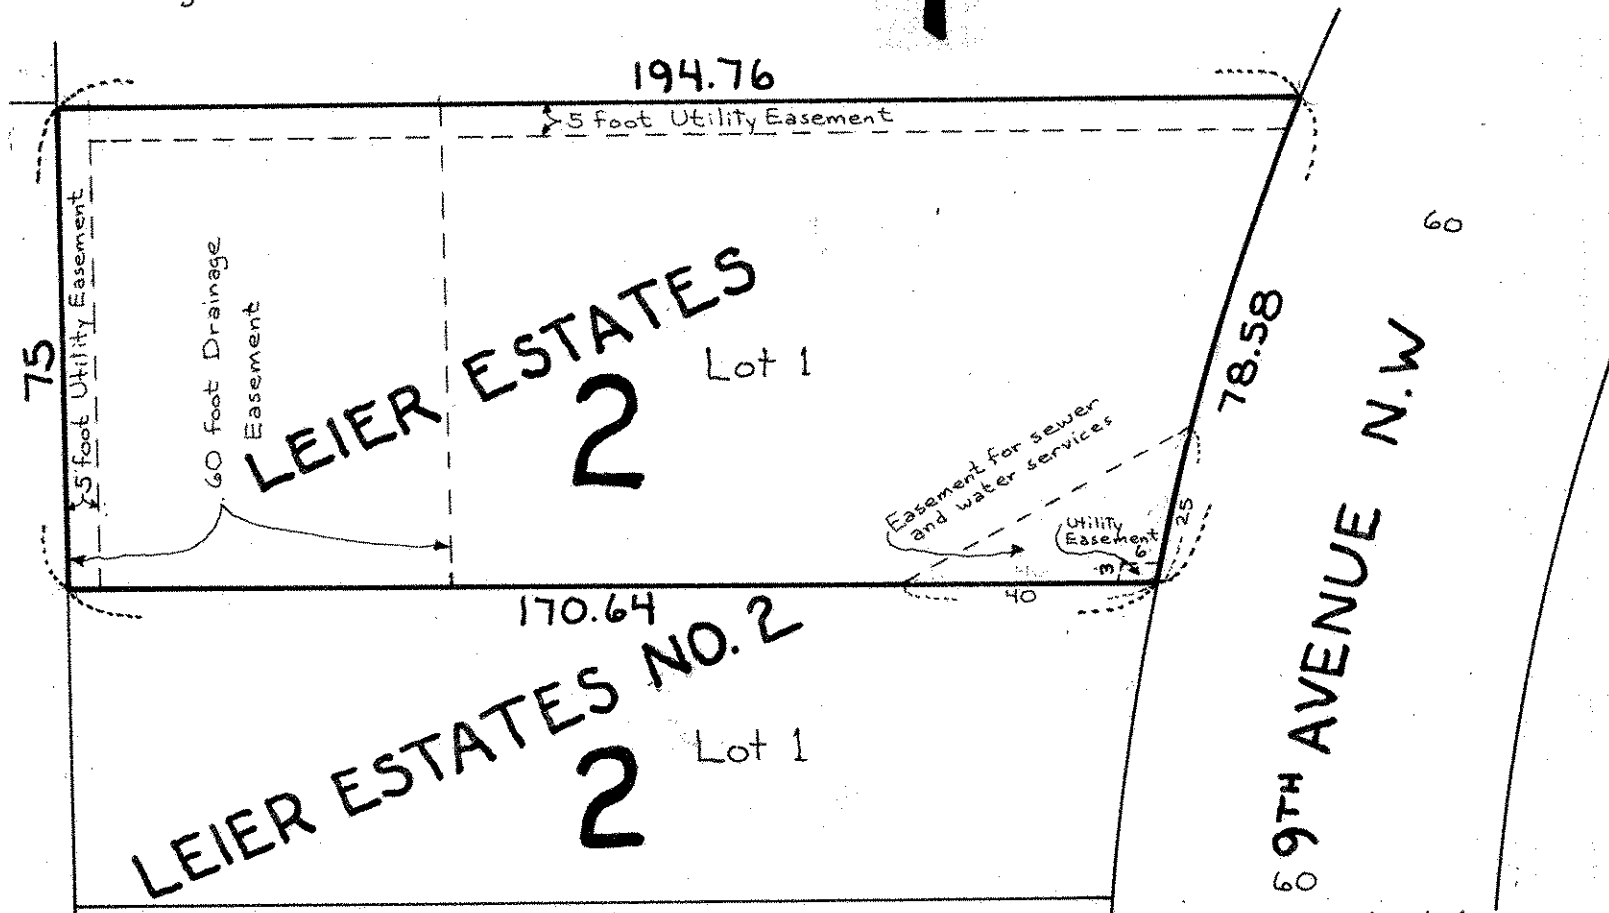 194.76
5 foot Utility Easement
60
75
5 foot Utility Easement
60 foot Drainage
Easement
LEIER ESTATES
2
Lot 1
78.58
Easement for sewer
and water services
Utility
Easement
6
3
25
40
170.64
9TH AVENUE N.W
60
LEIER ESTATES NO. 2
2
Lot 1